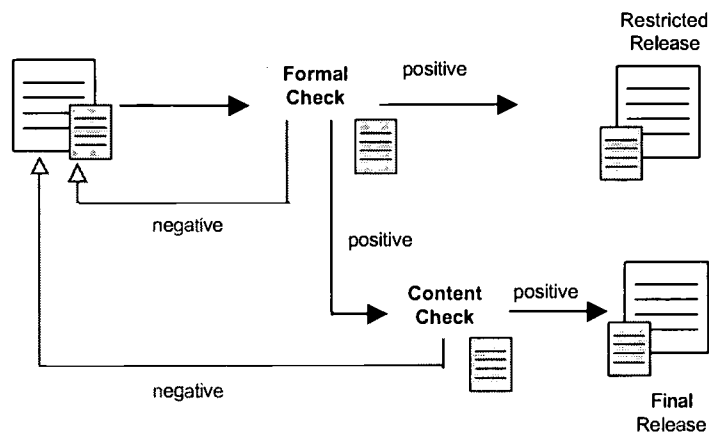 Restricted
Release
Formal
Check
positive
negative
positive
Content
Check
positive
negative
Final
Release